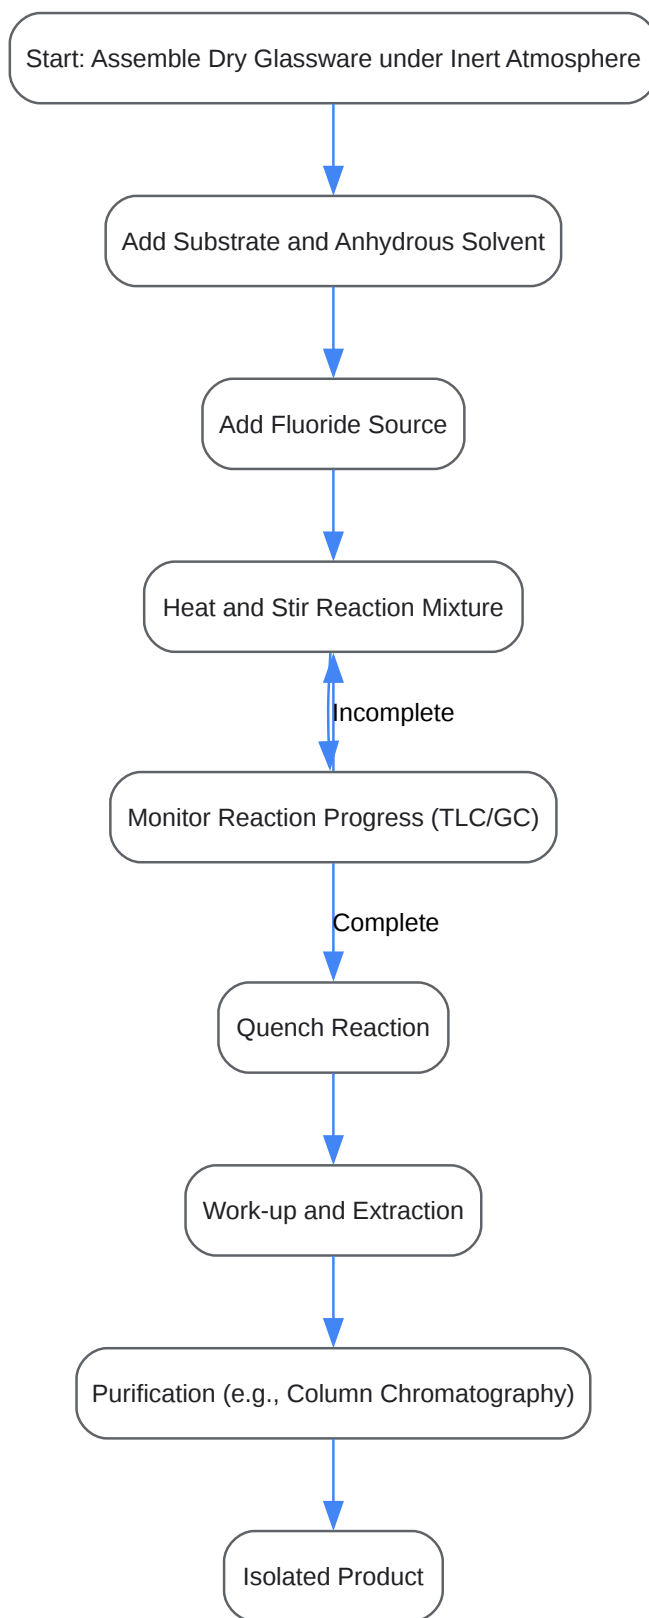 Start: Assemble Dry Glassware under Inert Atmosphere
Add Substrate and Anhydrous Solvent
Add Fluoride Source
Heat and Stir Reaction Mixture
Incomplete
Monitor Reaction Progress (TLC/GC)
Complete
Quench Reaction
Work-up and Extraction
Purification (e.g., Column Chromatography)
Isolated Product